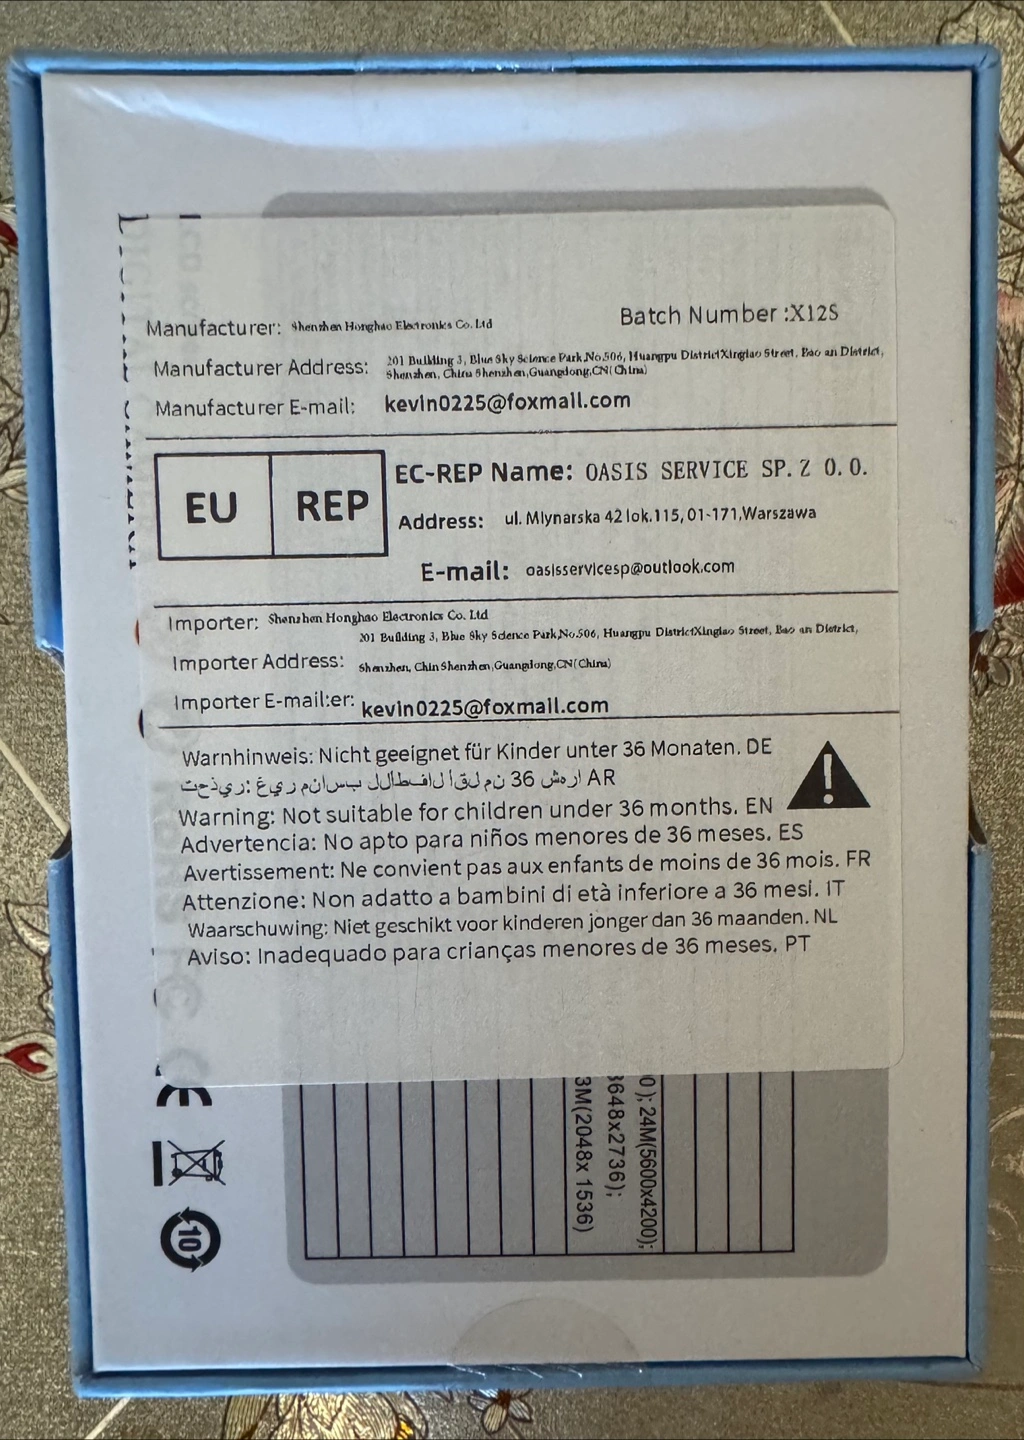 Manufacturer: Shenzhen Honghao Electronics Co. Ltd
Batch Number :X12S
Manufacturer Address: 201 Building 3, Blue Sky Science Park,No.506, Huangpu DistrictXingiao Street, Bao an District,
Shenzhen, China Shenzhen,Guangdong,CN(China)
Manufacturer E-mail: kevin0225@foxmail.com
EU REP
EC-REP Name: OASIS SERVICE SP. Z O.O.
Address: ul. Mlynarska 42 lok.115, 01-171,Warszawa
E-mail: oasisservicesp@outlook.com
Importer: Shenzhen Honghao Electronics Co. Ltd
201 Building 3, Blue Sky Science Park,No.506, Huangpu DistrictXingiao Street, Bao an District,
Importer Address: Shenzhen, Chin Shenzhen,Guangdong,CN(China)
Importer E-mail:er: kevin0225@foxmail.com
Warnhinweis: Nicht geeignet für Kinder unter 36 Monaten. DE
ارهش 36 نم لقأ لافطألل بسانم ريغ :ريذحت AR
Warning: Not suitable for children under 36 months. EN
Advertencia: No apto para niños menores de 36 meses. ES
Avertissement: Ne convient pas aux enfants de moins de 36 mois. FR
Attenzione: Non adatto a bambini di età inferiore a 36 mesi. IT
Waarschuwing: Niet geschikt voor kinderen jonger dan 36 maanden. NL
Aviso: Inadequado para crianças menores de 36 meses. PT
CE
10
0 ); 24M(5600x4200);
3648x2736);
3M(2048x 1536)